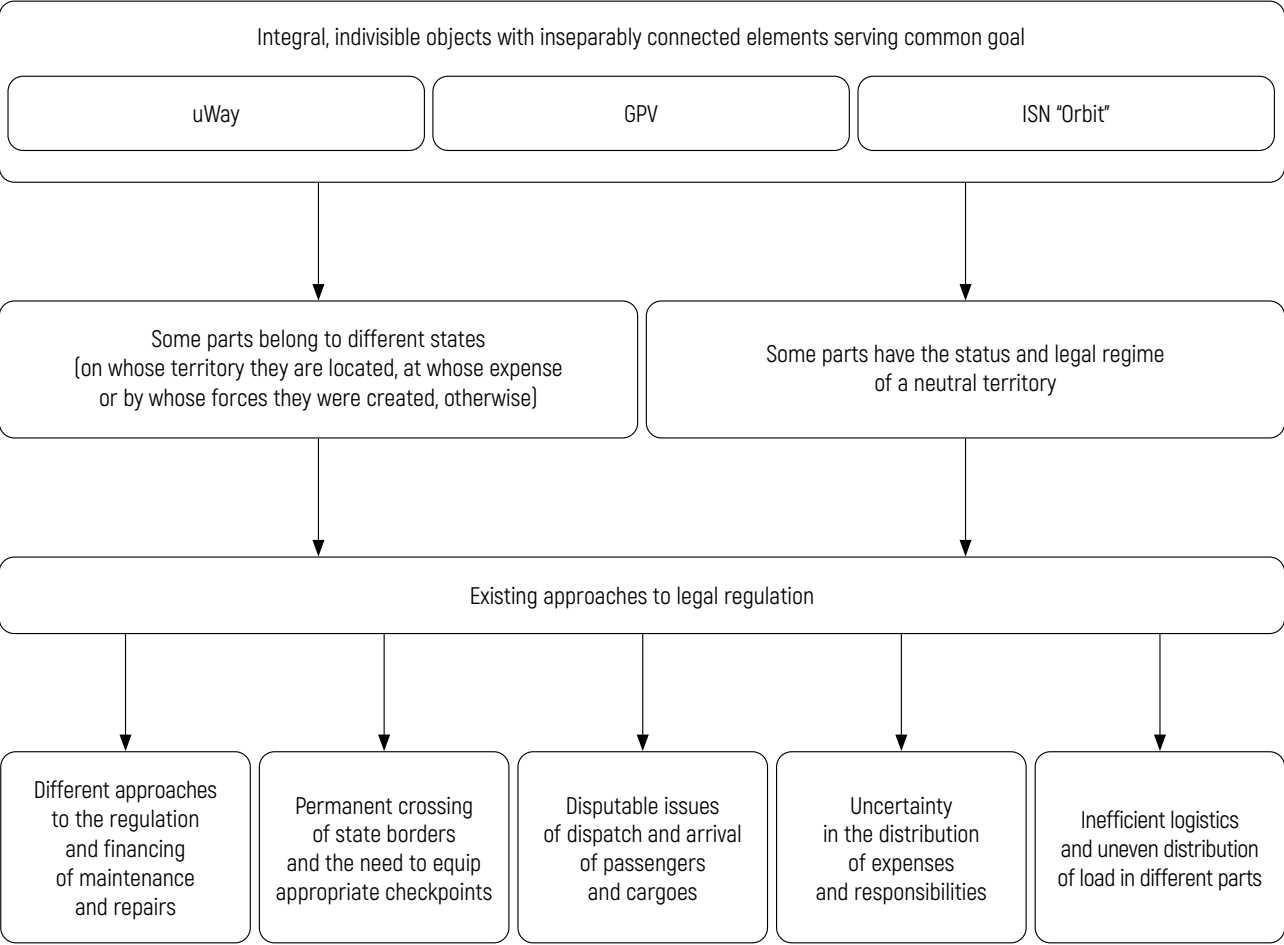 Integral, indivisible objects with inseparably connected elements serving common goal
uWay
GPV
ISN “Orbit”
Some parts belong to different states
(on whose territory they are located, at whose expense
or by whose forces they were created, otherwise)
Some parts have the status and legal regime
of a neutral territory
Existing approaches to legal regulation
Different approaches
to the regulation
and financing
of maintenance
and repairs
Permanent crossing
of state borders
and the need to equip
appropriate checkpoints
Disputable issues
of dispatch and arrival
of passengers
and cargoes
Uncertainty
in the distribution
of expenses
and responsibilities
Inefficient logistics
and uneven distribution
of load in different parts